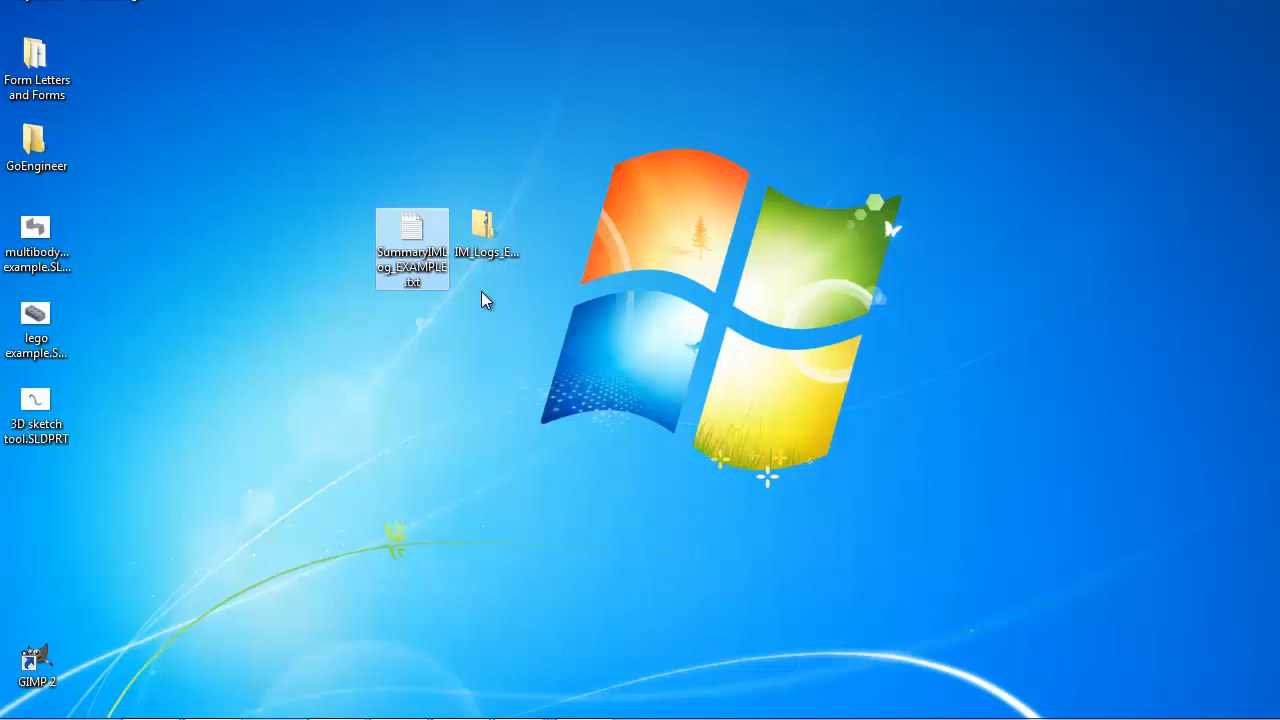 Form Letters
and Forms
GoEngineer
multibody...
example.SL...
lego
example.S...
3D sketch
tool.SLDPRT
GIMP 2
SummaryIML
og_EXAMPLE
.txt
IM_Logs_E...